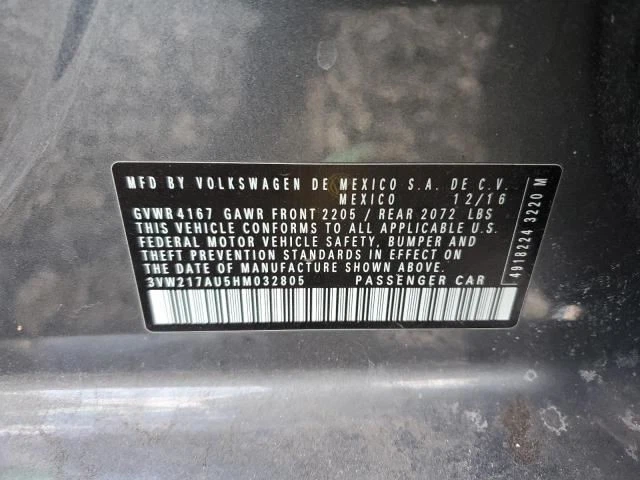 MFD BY VOLKSWAGEN DE MEXICO S.A. DE C.V.
MEXICO 12/16
GVWR 4167 GAWR FRONT 2205 / REAR 2072 LBS
THIS VEHICLE CONFORMS TO ALL APPLICABLE U.S.
FEDERAL MOTOR VEHICLE SAFETY, BUMPER AND
THEFT PREVENTION STANDARDS IN EFFECT ON
THE DATE OF MANUFACTURE SHOWN ABOVE.
3VW217AU5HM032805 PASSENGER CAR
4918224 3220 M